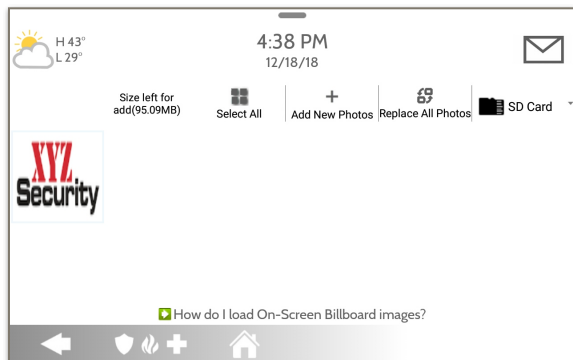 H 43°
L 29°
4:38 PM
12/18/18
Size left for
add(95.09MB)
Select All
Add New Photos
Replace All Photos
SD Card
XYZ
Security
How do I load On-Screen Billboard images?